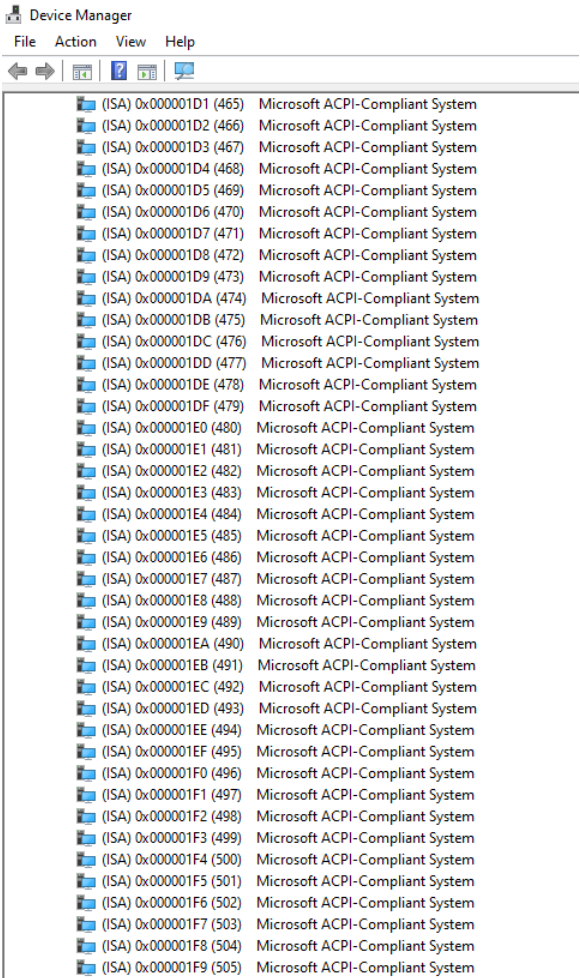 Device Manager
File Action View Help
(ISA) 0x000001D1 (465) Microsoft ACPI-Compliant System
(ISA) 0x000001D2 (466) Microsoft ACPI-Compliant System
(ISA) 0x000001D3 (467) Microsoft ACPI-Compliant System
(ISA) 0x000001D4 (468) Microsoft ACPI-Compliant System
(ISA) 0x000001D5 (469) Microsoft ACPI-Compliant System
(ISA) 0x000001D6 (470) Microsoft ACPI-Compliant System
(ISA) 0x000001D7 (471) Microsoft ACPI-Compliant System
(ISA) 0x000001D8 (472) Microsoft ACPI-Compliant System
(ISA) 0x000001D9 (473) Microsoft ACPI-Compliant System
(ISA) 0x000001DA (474) Microsoft ACPI-Compliant System
(ISA) 0x000001DB (475) Microsoft ACPI-Compliant System
(ISA) 0x000001DC (476) Microsoft ACPI-Compliant System
(ISA) 0x000001DD (477) Microsoft ACPI-Compliant System
(ISA) 0x000001DE (478) Microsoft ACPI-Compliant System
(ISA) 0x000001DF (479) Microsoft ACPI-Compliant System
(ISA) 0x000001E0 (480) Microsoft ACPI-Compliant System
(ISA) 0x000001E1 (481) Microsoft ACPI-Compliant System
(ISA) 0x000001E2 (482) Microsoft ACPI-Compliant System
(ISA) 0x000001E3 (483) Microsoft ACPI-Compliant System
(ISA) 0x000001E4 (484) Microsoft ACPI-Compliant System
(ISA) 0x000001E5 (485) Microsoft ACPI-Compliant System
(ISA) 0x000001E6 (486) Microsoft ACPI-Compliant System
(ISA) 0x000001E7 (487) Microsoft ACPI-Compliant System
(ISA) 0x000001E8 (488) Microsoft ACPI-Compliant System
(ISA) 0x000001E9 (489) Microsoft ACPI-Compliant System
(ISA) 0x000001EA (490) Microsoft ACPI-Compliant System
(ISA) 0x000001EB (491) Microsoft ACPI-Compliant System
(ISA) 0x000001EC (492) Microsoft ACPI-Compliant System
(ISA) 0x000001ED (493) Microsoft ACPI-Compliant System
(ISA) 0x000001EE (494) Microsoft ACPI-Compliant System
(ISA) 0x000001EF (495) Microsoft ACPI-Compliant System
(ISA) 0x000001F0 (496) Microsoft ACPI-Compliant System
(ISA) 0x000001F1 (497) Microsoft ACPI-Compliant System
(ISA) 0x000001F2 (498) Microsoft ACPI-Compliant System
(ISA) 0x000001F3 (499) Microsoft ACPI-Compliant System
(ISA) 0x000001F4 (500) Microsoft ACPI-Compliant System
(ISA) 0x000001F5 (501) Microsoft ACPI-Compliant System
(ISA) 0x000001F6 (502) Microsoft ACPI-Compliant System
(ISA) 0x000001F7 (503) Microsoft ACPI-Compliant System
(ISA) 0x000001F8 (504) Microsoft ACPI-Compliant System
(ISA) 0x000001F9 (505) Microsoft ACPI-Compliant System